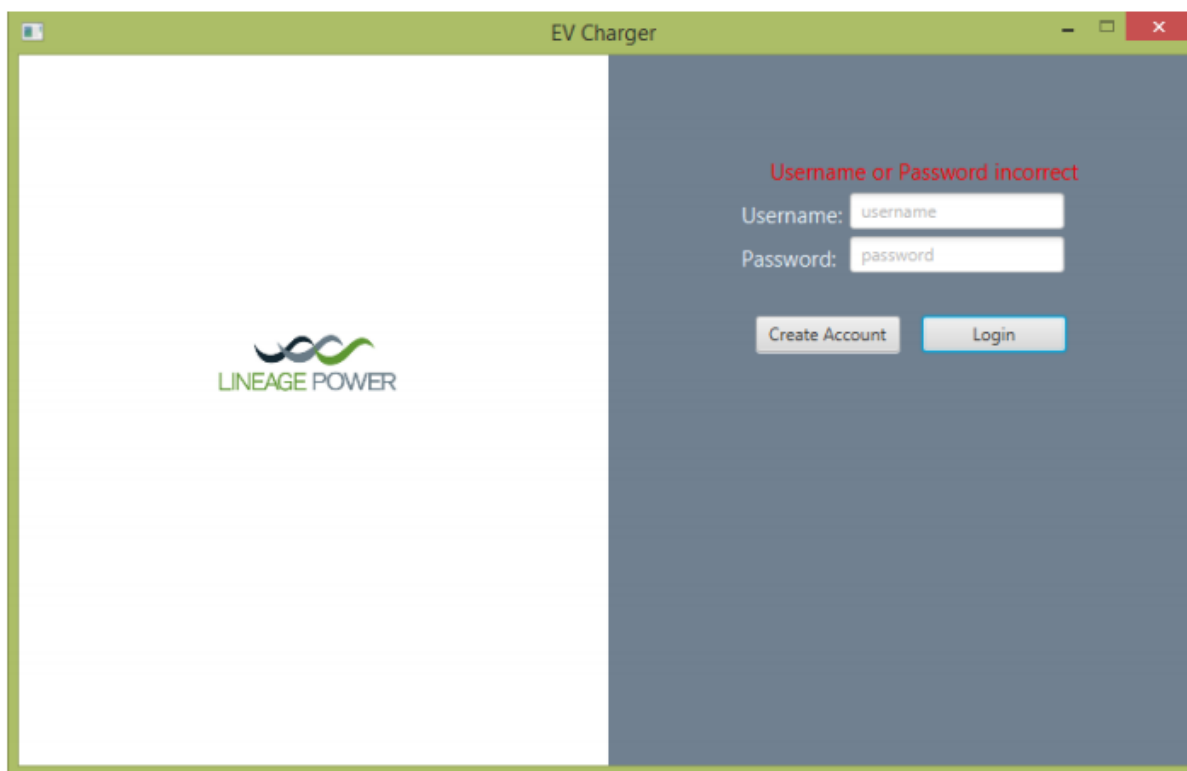 EV Charger
LINEAGE POWER
Username or Password incorrect
Username: username
Password: password
Create Account Login